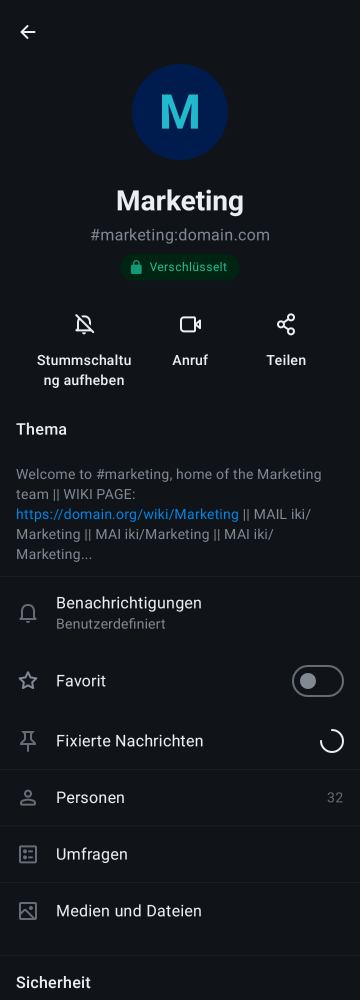 M
Marketing
#marketing:domain.com
Verschlüsselt
Stummschaltu
ng aufheben
Anruf
Teilen
Thema
Welcome to #marketing, home of the Marketing
team || WIKI PAGE:
https://domain.org/wiki/Marketing || MAIL iki/
Marketing || MAI iki/Marketing || MAI iki/
Marketing...
Benachrichtigungen
Benutzerdefiniert
Favorit
Fixierte Nachrichten
Personen
32
Umfragen
Medien und Dateien
Sicherheit